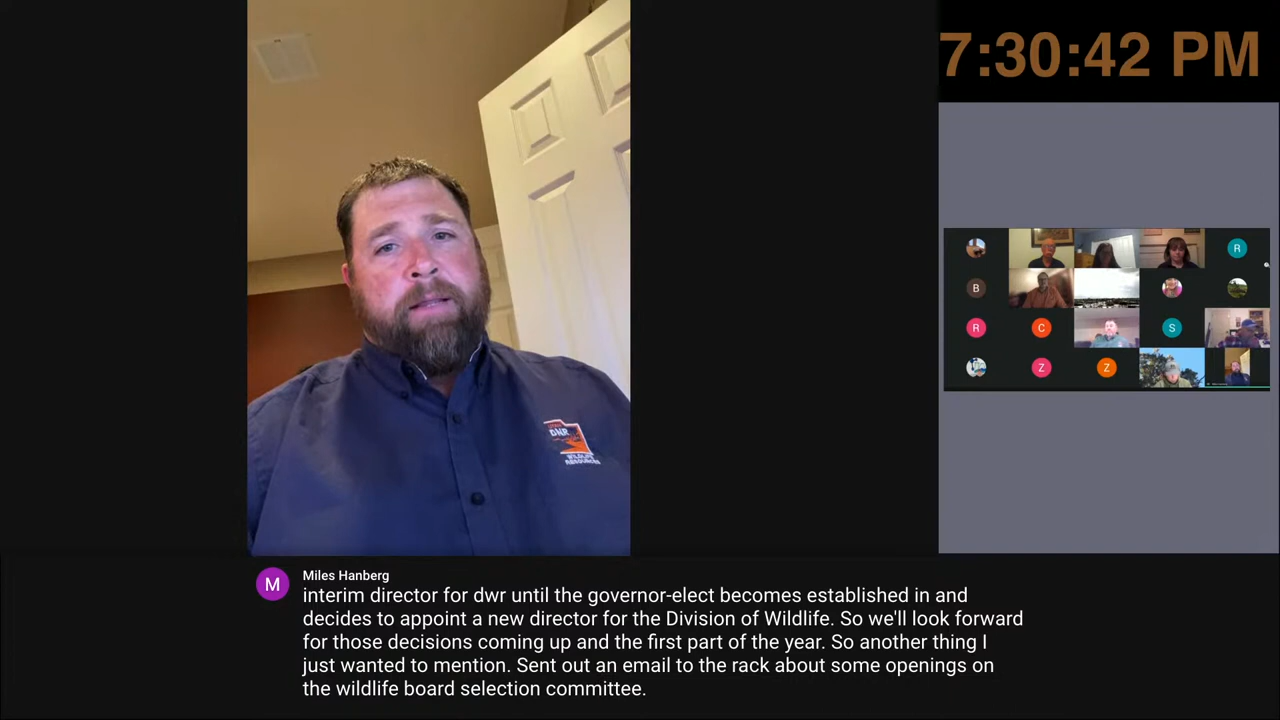 7:30:42 PM
DWR
WILDLIFE
RESOURCES
R
B
R
C
S
Z
Z
M
Miles Hanberg
interim director for dwr until the governor-elect becomes established in and
decides to appoint a new director for the Division of Wildlife. So we'll look forward
for those decisions coming up and the first part of the year. So another thing I
just wanted to mention. Sent out an email to the rack about some openings on
the wildlife board selection committee.